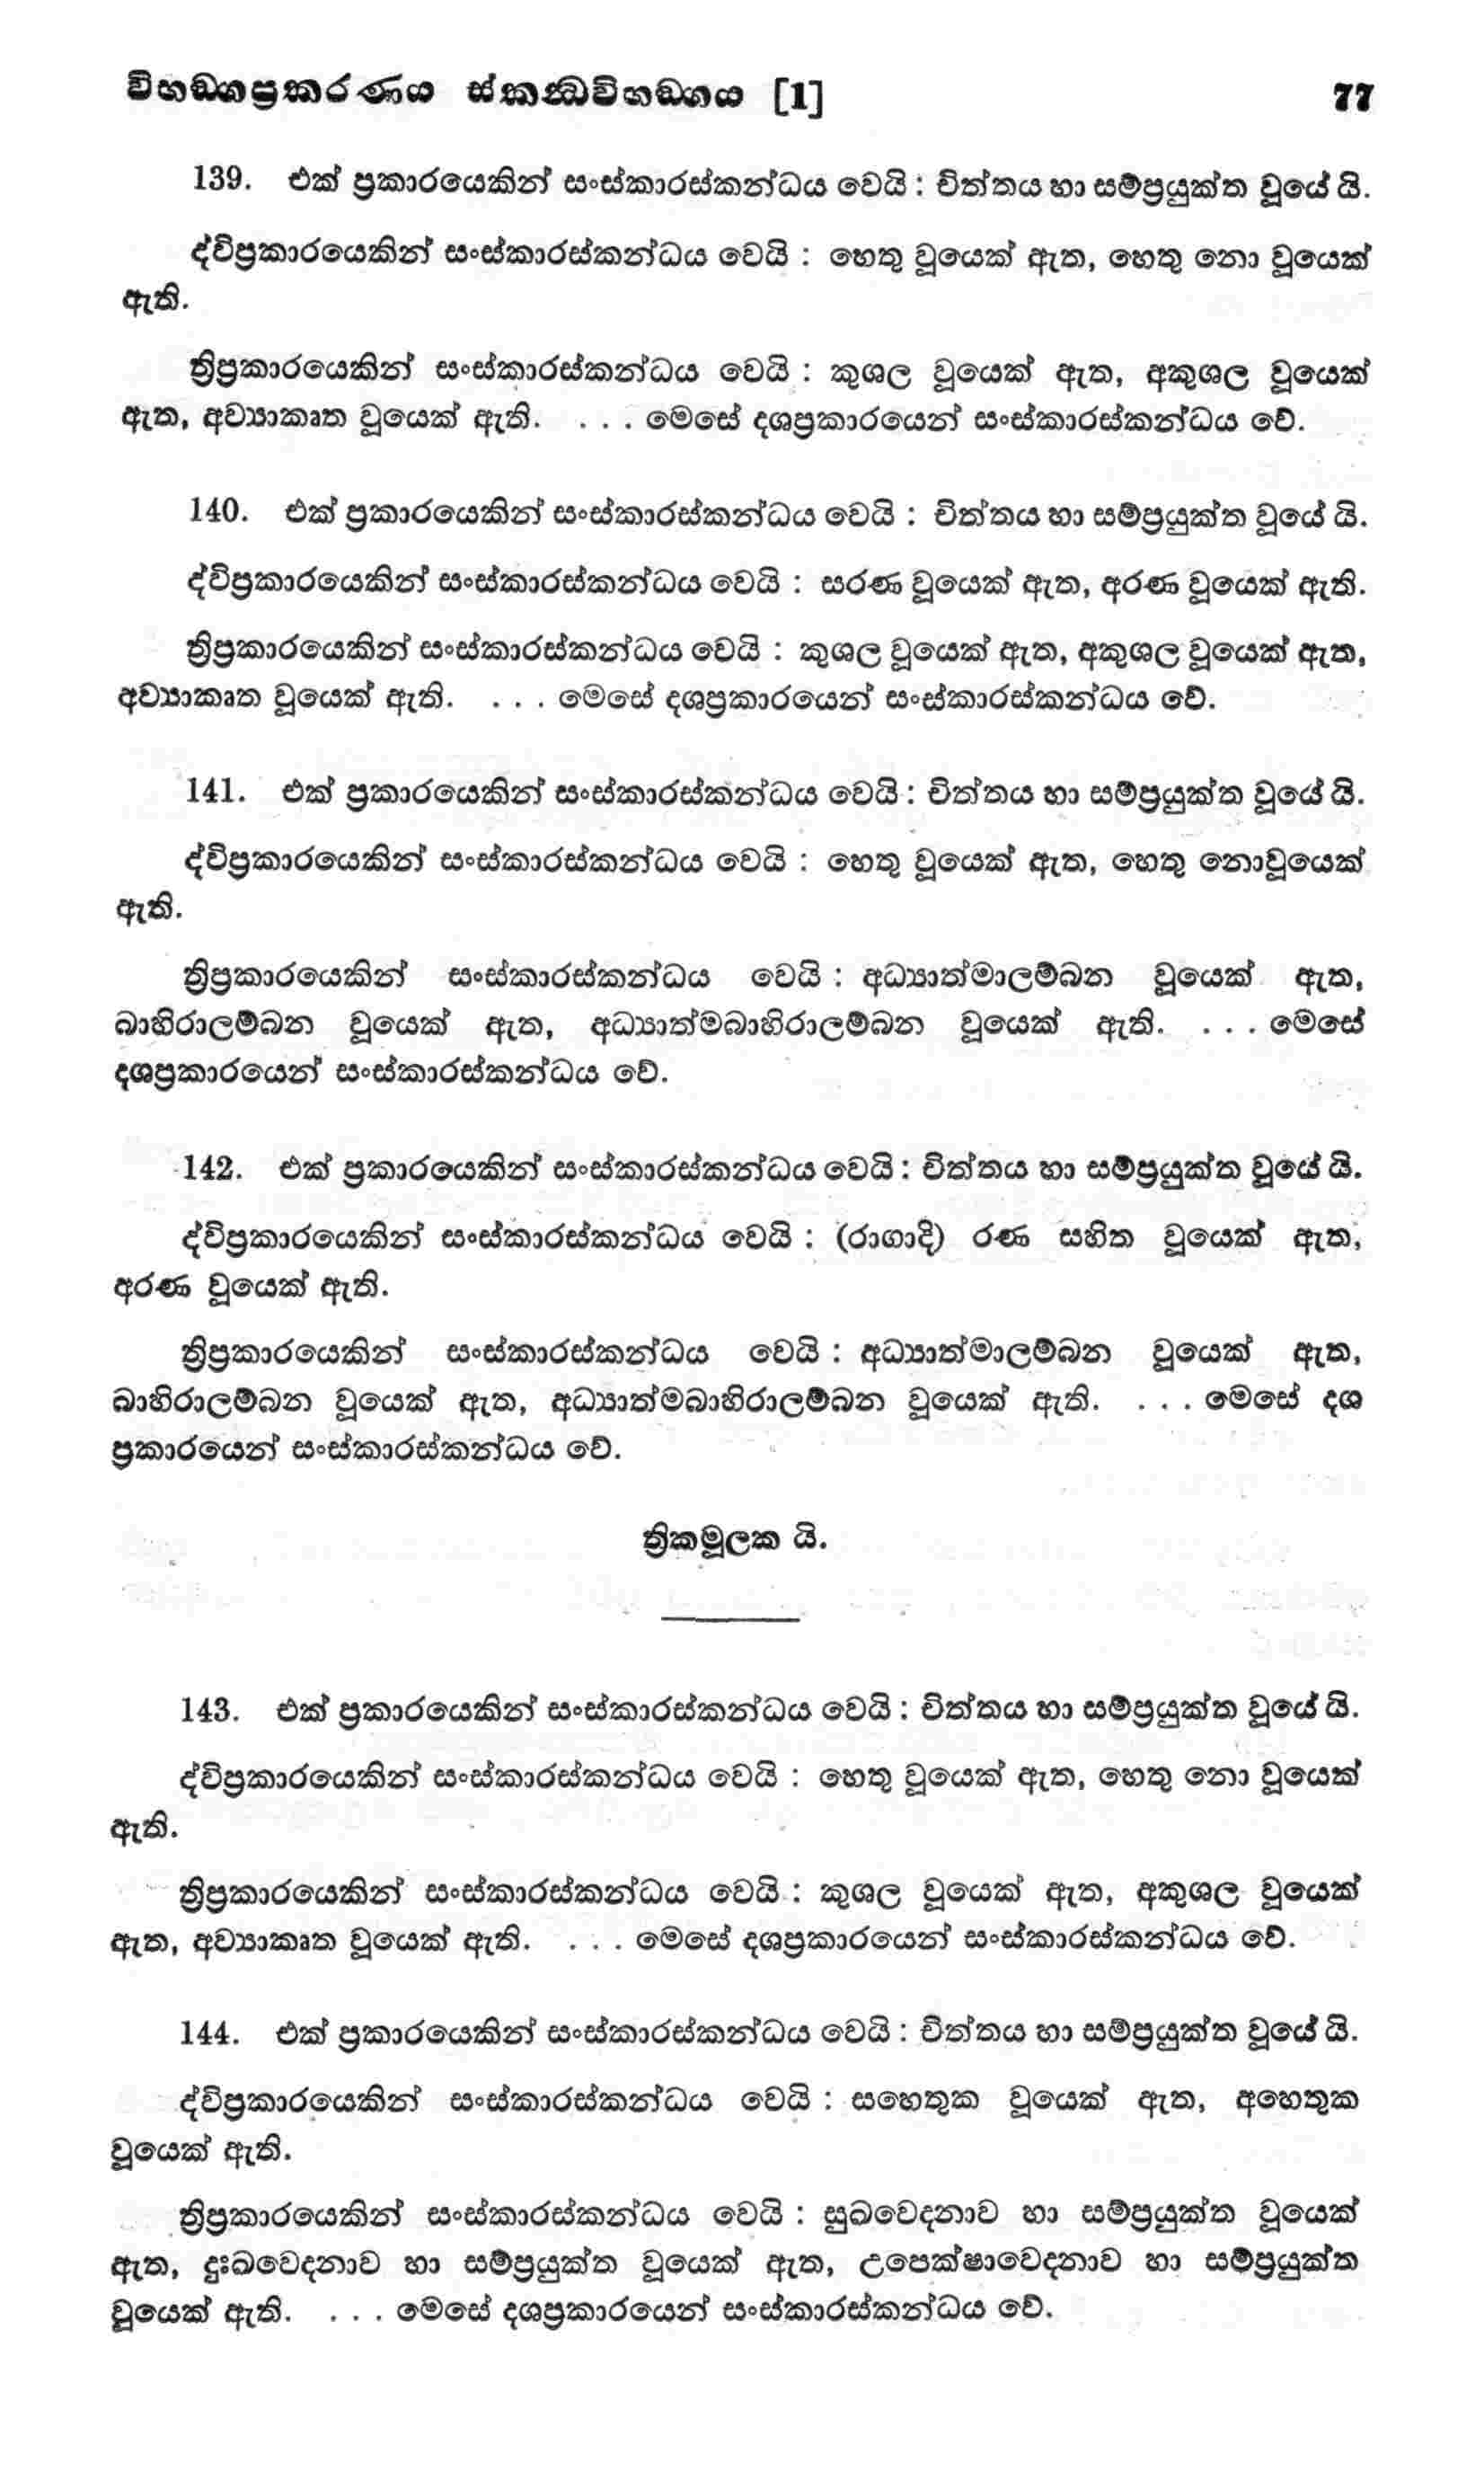 විභඞ්ගප්‍රකරණය ස්කන්‍ධවිභඞ්ගය [1] 77
139. එක් ප්‍රකාරයෙකින් සංස්කාරස්කන්ධය වෙයි : චිත්තය හා සම්ප්‍රයුක්ත වූයේ යි.
ද්විප්‍රකාරයෙකින් සංස්කාරස්කන්ධය වෙයි : හෙතු වූයෙක් ඇත, හෙතු නො වූයෙක්
ඇති.
ත්‍රිප්‍රකාරයෙකින් සංස්කාරස්කන්ධය වෙයි : කුශල වූයෙක් ඇත, අකුශල වූයෙක්
ඇත, අව්‍යාකෘත වූයෙක් ඇති. . . . මෙසේ දශප්‍රකාරයෙන් සංස්කාරස්කන්ධය වේ.
140. එක් ප්‍රකාරයෙකින් සංස්කාරස්කන්ධය වෙයි : චිත්තය හා සම්ප්‍රයුක්ත වූයේ යි.
ද්විප්‍රකාරයෙකින් සංස්කාරස්කන්ධය වෙයි : සරණ වූයෙක් ඇත, අරණ වූයෙක් ඇති.
ත්‍රිප්‍රකාරයෙකින් සංස්කාරස්කන්ධය වෙයි : කුශල වූයෙක් ඇත, අකුශල වූයෙක් ඇත,
අව්‍යාකෘත වූයෙක් ඇති. . . . මෙසේ දශප්‍රකාරයෙන් සංස්කාරස්කන්ධය වේ.
141. එක් ප්‍රකාරයෙකින් සංස්කාරස්කන්ධය වෙයි : චිත්තය හා සම්ප්‍රයුක්ත වූයේ යි.
ද්විප්‍රකාරයෙකින් සංස්කාරස්කන්ධය වෙයි : හෙතු වූයෙක් ඇත, හෙතු නොවූයෙක්
ඇති.
ත්‍රිප්‍රකාරයෙකින් සංස්කාරස්කන්ධය වෙයි : අධ්‍යාත්මාලම්බන වූයෙක් ඇත,
බාහිරාලම්බන වූයෙක් ඇත, අධ්‍යාත්මබාහිරාලම්බන වූයෙක් ඇති. . . . මෙසේ
දශප්‍රකාරයෙන් සංස්කාරස්කන්ධය වේ.
142. එක් ප්‍රකාරයෙකින් සංස්කාරස්කන්ධය වෙයි : චිත්තය හා සම්ප්‍රයුක්ත වූයේ යි.
ද්විප්‍රකාරයෙකින් සංස්කාරස්කන්ධය වෙයි : (රාගාදි) රණ සහිත වූයෙක් ඇත,
අරණ වූයෙක් ඇති.
ත්‍රිප්‍රකාරයෙකින් සංස්කාරස්කන්ධය වෙයි : අධ්‍යාත්මාලම්බන වූයෙක් ඇත,
බාහිරාලම්බන වූයෙක් ඇත, අධ්‍යාත්මබාහිරාලම්බන වූයෙක් ඇති. . . . මෙසේ දශ
ප්‍රකාරයෙන් සංස්කාරස්කන්ධය වේ.
ත්‍රිකමූලක යි.
143. එක් ප්‍රකාරයෙකින් සංස්කාරස්කන්ධය වෙයි : චිත්තය හා සම්ප්‍රයුක්ත වූයේ යි.
ද්විප්‍රකාරයෙකින් සංස්කාරස්කන්ධය වෙයි : හෙතු වූයෙක් ඇත, හෙතු නො වූයෙක්
ඇති.
ත්‍රිප්‍රකාරයෙකින් සංස්කාරස්කන්ධය වෙයි : කුශල වූයෙක් ඇත, අකුශල වූයෙක්
ඇත, අව්‍යාකෘත වූයෙක් ඇති. . . . මෙසේ දශප්‍රකාරයෙන් සංස්කාරස්කන්ධය වේ.
144. එක් ප්‍රකාරයෙකින් සංස්කාරස්කන්ධය වෙයි : චිත්තය හා සම්ප්‍රයුක්ත වූයේ යි.
ද්විප්‍රකාරයෙකින් සංස්කාරස්කන්ධය වෙයි : සහෙතුක වූයෙක් ඇත, අහෙතුක
වූයෙක් ඇති.
ත්‍රිප්‍රකාරයෙකින් සංස්කාරස්කන්ධය වෙයි : සුඛවෙදනාව හා සම්ප්‍රයුක්ත වූයෙක්
ඇත, දුඃඛවෙදනාව හා සම්ප්‍රයුක්ත වූයෙක් ඇත, උපෙක්ෂාවෙදනාව හා සම්ප්‍රයුක්ත
වූයෙක් ඇති. . . . මෙසේ දශප්‍රකාරයෙන් සංස්කාරස්කන්ධය වේ.